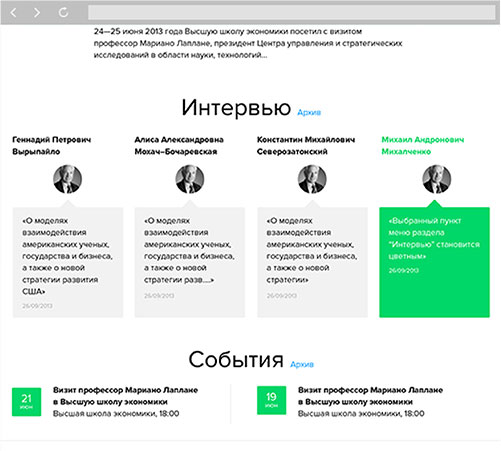 24—25 июня 2013 года Высшую школу экономики посетил с визитом
профессор Мариано Лаплане, президент Центра управления и стратегических
исследований в области науки, технологий...
Интервью Архив
Геннадий Петрович
Вырыпайло
«О моделях
взаимодействия
американских ученых,
государства и бизнеса,
а также о новой
стратегии развития
США»
26/09/2013
Алиса Александровна
Мохач–Бочаревская
«О моделях
взаимодействия
американских ученых,
государства и бизнеса,
а также о новой
стратегии разв....»
26/09/2013
Константин Михайлович
Северозатонский
«О моделях
взаимодействия
американских ученых,
государства и бизнеса,
а также о новой
стратегии»
26/09/2013
Михаил Андронович
Михалченко
«Выбранный пункт
меню раздела
"Интервью" становится
цветным»
26/09/2013
События Архив
21
июн
Визит профессор Мариано Лаплане
в Высшую школу экономики
Высшая школа экономики, 18:00
19
июн
Визит профессор Мариано Лаплане
в Высшую школу экономики
Высшая школа экономики, 18:00